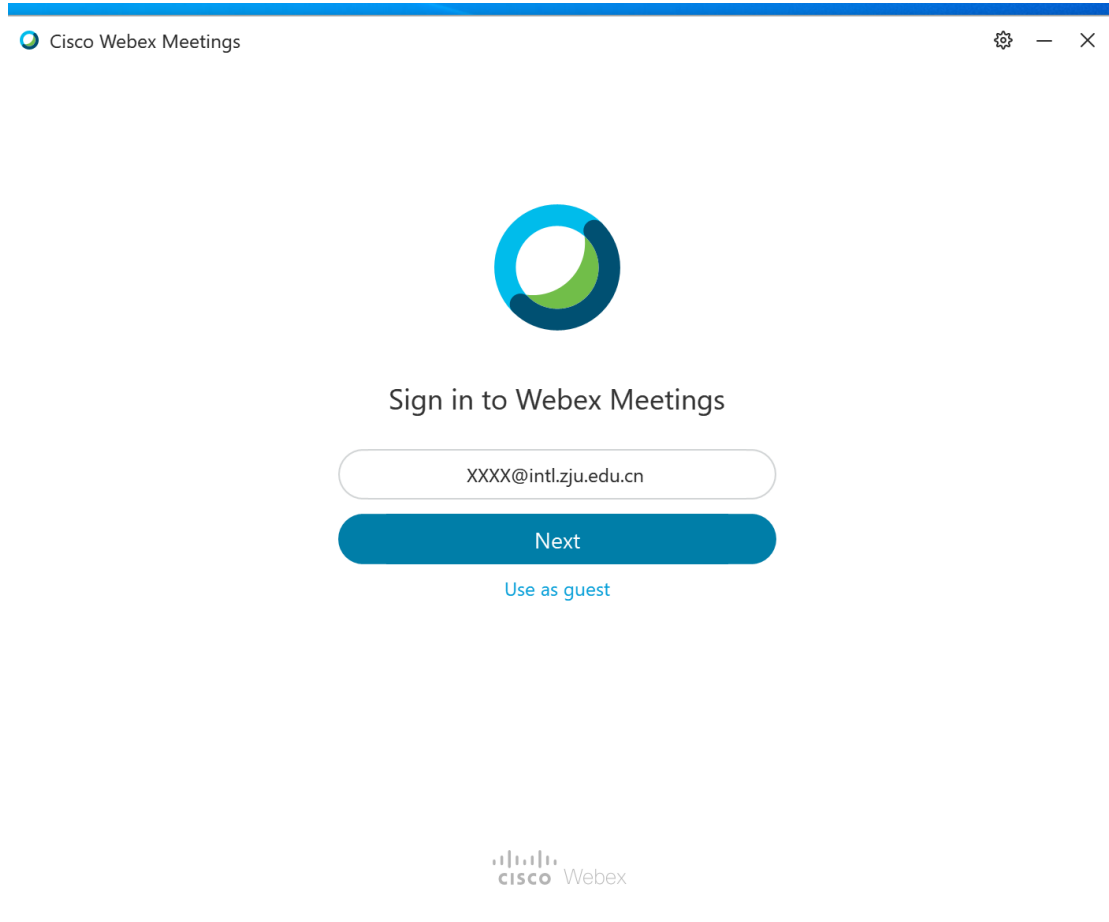 Cisco Webex Meetings
Sign in to Webex Meetings
XXXX@intl.zju.edu.cn
Next
Use as guest
cisco Webex